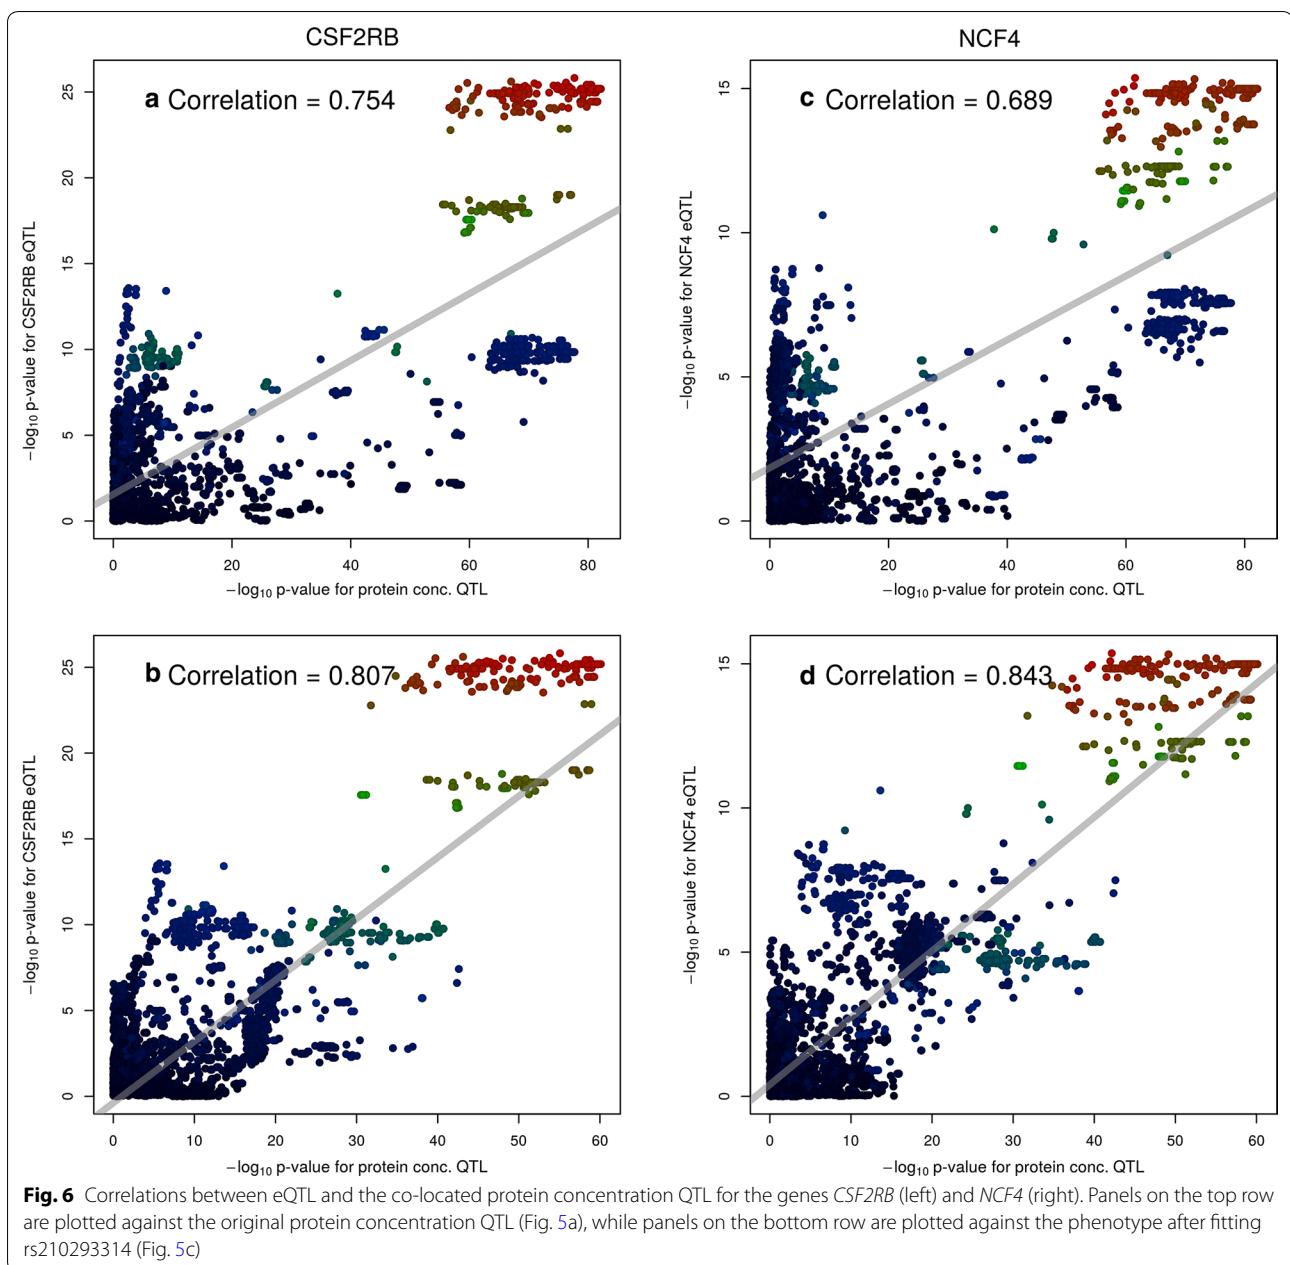 CSF2RB
NCF4
a Correlation = 0.754
−log10 p-value for CSF2RB eQTL
0
5
10
15
20
25
0 20 40 60 80
−log10 p-value for protein conc. QTL
c Correlation = 0.689
−log10 p-value for NCF4 eQTL
0
5
10
15
0 20 40 60 80
−log10 p-value for protein conc. QTL
b Correlation = 0.807
−log10 p-value for CSF2RB eQTL
0
5
10
15
20
25
0 10 20 30 40 50 60
−log10 p-value for protein conc. QTL
d Correlation = 0.843
−log10 p-value for NCF4 eQTL
0
5
10
15
0 10 20 30 40 50 60
−log10 p-value for protein conc. QTL
Fig. 6 Correlations between eQTL and the co-located protein concentration QTL for the genes CSF2RB (left) and NCF4 (right). Panels on the top row
are plotted against the original protein concentration QTL (Fig. 5a), while panels on the bottom row are plotted against the phenotype after fitting
rs210293314 (Fig. 5c)